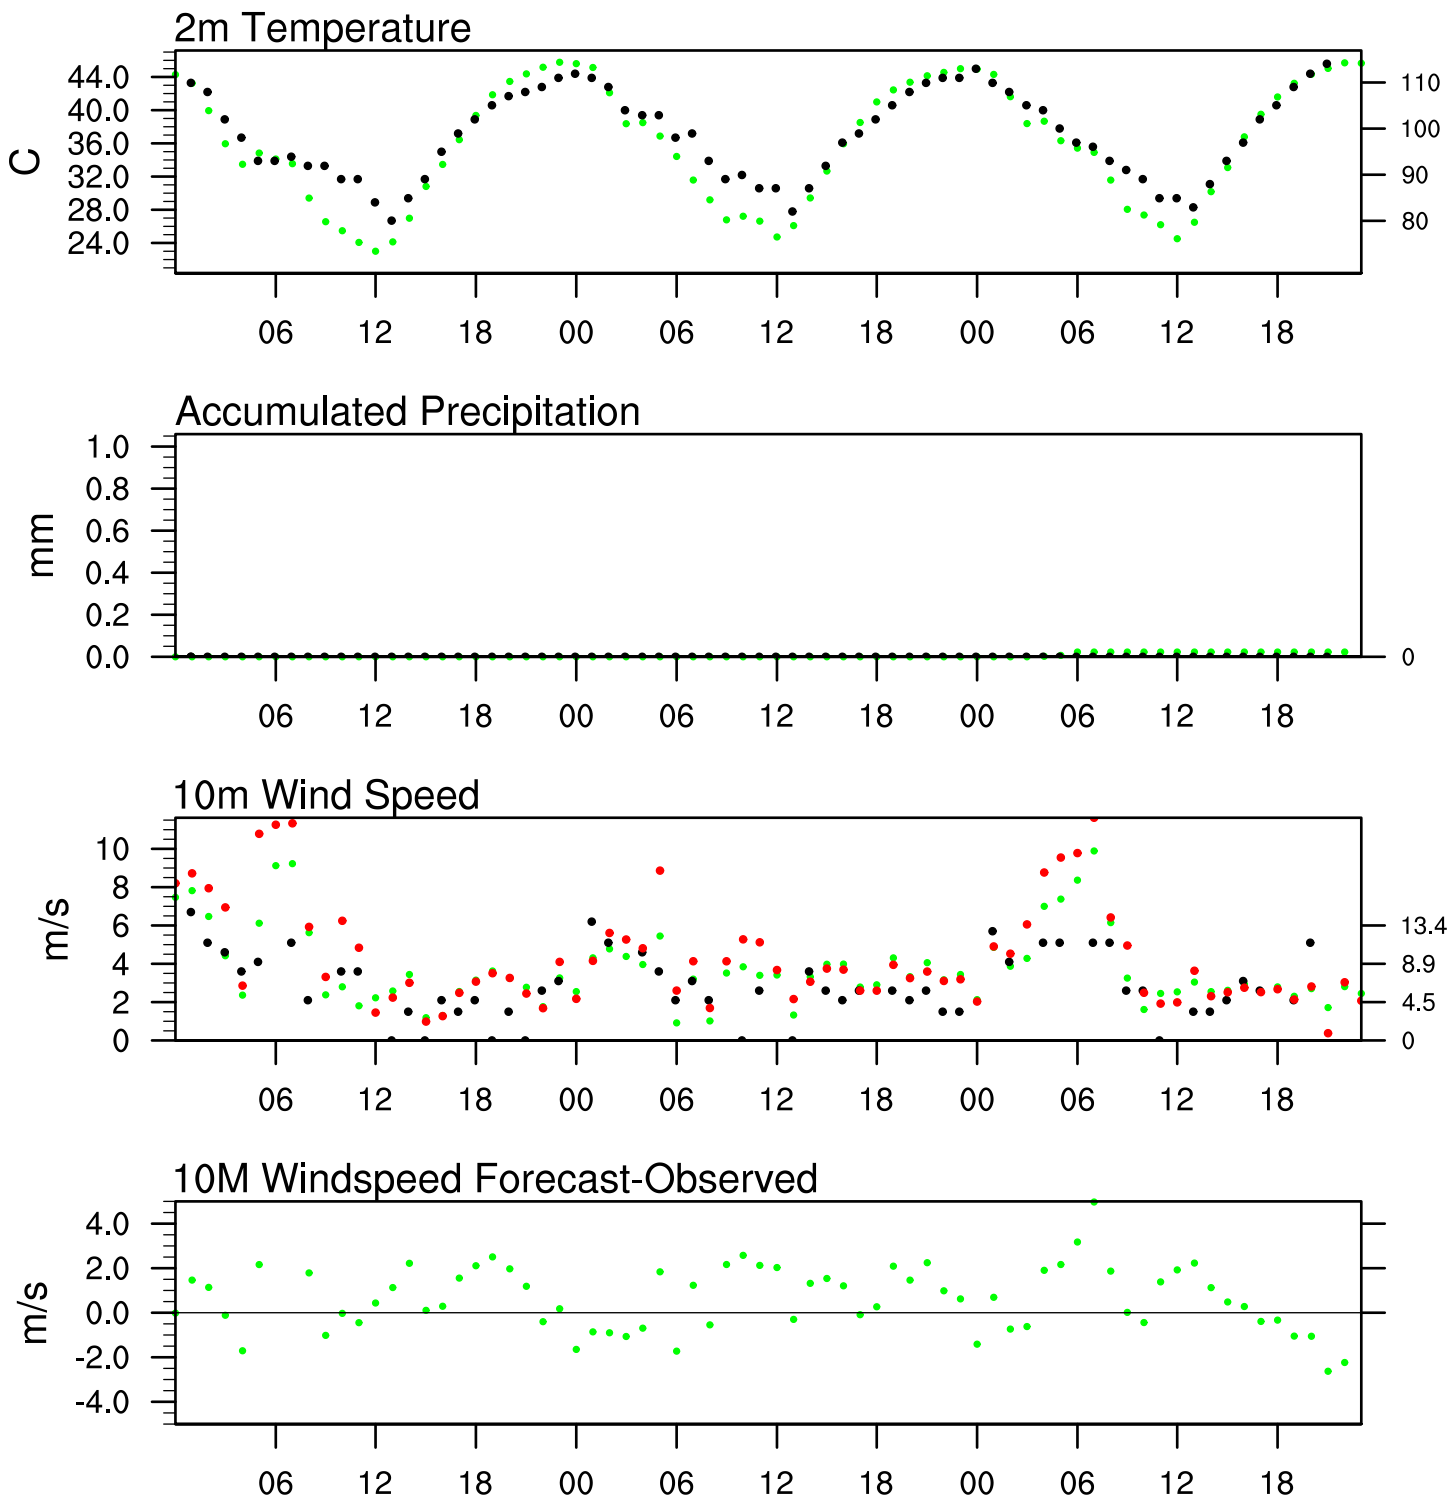 2m Temperature
44.0
40.0
36.0
32.0
28.0
24.0
C
110
100
90
80
06 12 18 00 06 12 18 00 06 12 18
Accumulated Precipitation
1.0
0.8
0.6
0.4
0.2
0.0
mm
0
06 12 18 00 06 12 18 00 06 12 18
10m Wind Speed
10
8
6
4
2
0
m/s
13.4
8.9
4.5
0
06 12 18 00 06 12 18 00 06 12 18
10M Windspeed Forecast-Observed
4.0
2.0
0.0
-2.0
-4.0
m/s
06 12 18 00 06 12 18 00 06 12 18